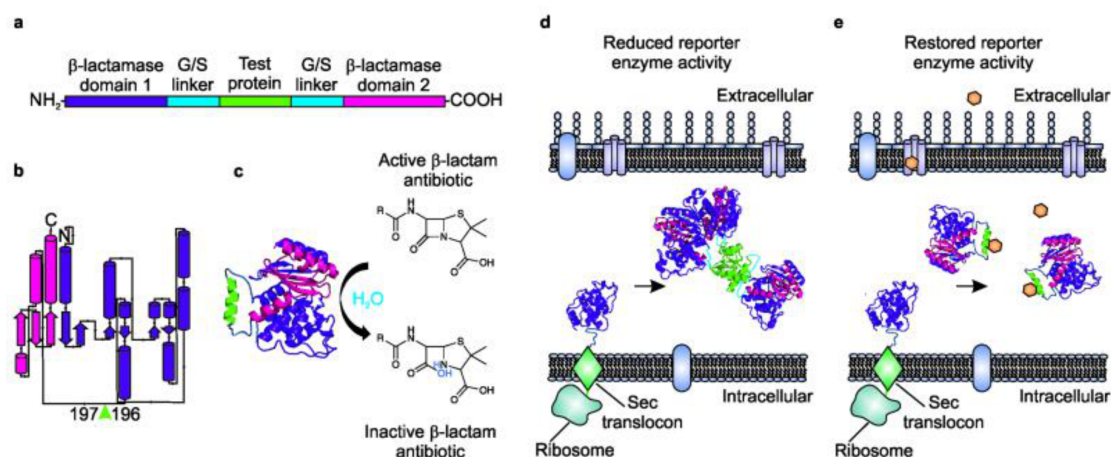 a
β-lactamase
domain 1
G/S
linker
Test
protein
G/S
linker
β-lactamase
domain 2
NH2
COOH
b
C
N
197
196
c
Active β-lactam
antibiotic
R
H
N
O
S
N
O
O
OH
H2O
R
H
N
O
S
H
N
O
OH
O
OH
Inactive β-lactam
antibiotic
d
Reduced reporter
enzyme activity
Extracellular
Intracellular
Sec
translocon
Ribosome
e
Restored reporter
enzyme activity
Extracellular
Intracellular
Sec
translocon
Ribosome